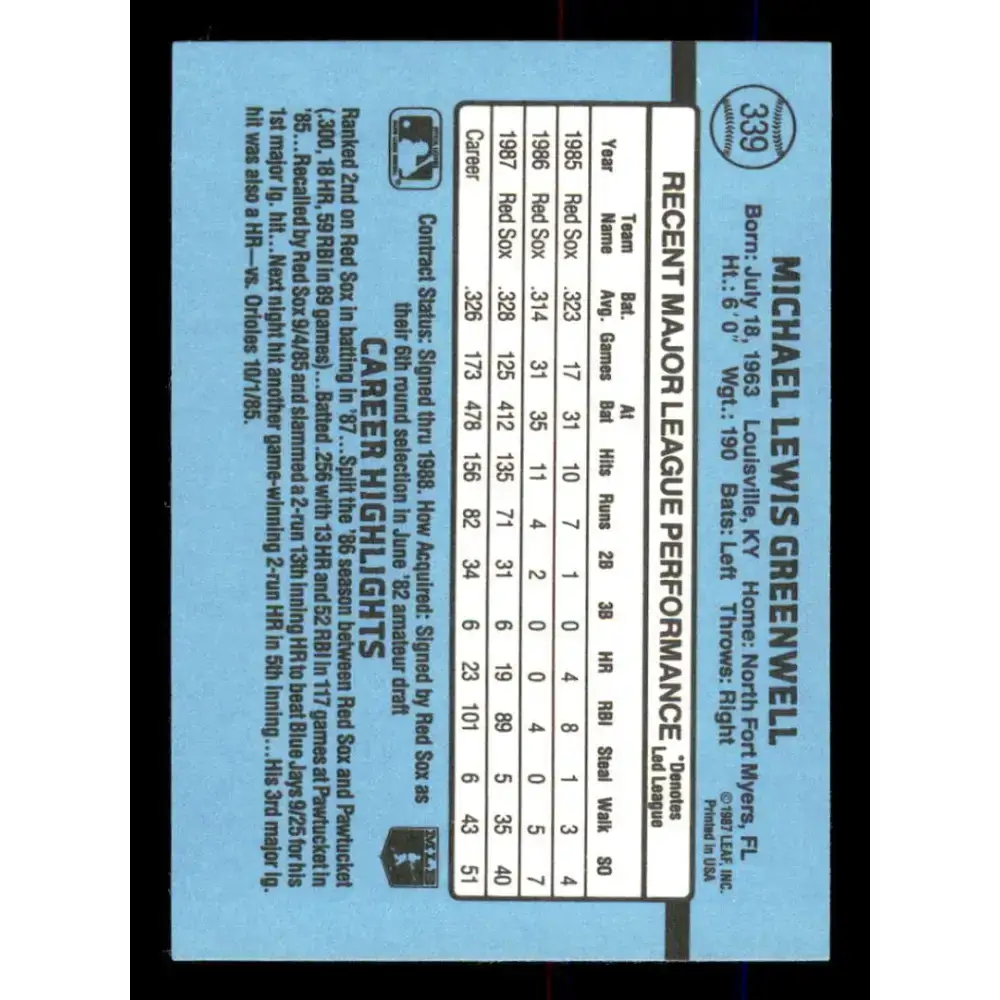 339
MICHAEL LEWIS GREENWELL
Born: July 18, 1963 Louisville, KY Home: North Fort Myers, FL
Ht.: 6' 0" Wgt.: 190 Bats: Left Throws: Right
©1987 LEAF, INC.
Printed in USA
RECENT MAJOR LEAGUE PERFORMANCE
*Denotes
Led League
Year Team Name Bat. Avg. Games At Bat Hits Runs 2B 3B HR RBI Steal Walk SO
1985 Red Sox .323 17 31 10 7 1 0 4 8 1 3 4
1986 Red Sox .314 31 35 11 4 2 0 0 4 0 5 7
1987 Red Sox .328 125 412 135 71 31 6 19 89 5 35 40
Career .326 173 478 156 82 34 6 23 101 6 43 51
Contract Status: Signed thru 1988. How Acquired: Signed by Red Sox as
their 6th round selection in June '82 amateur draft
MLB
CAREER HIGHLIGHTS
Ranked 2nd on Red Sox in batting in '87...Split the '86 season between Red Sox and Pawtucket
(.300, 18 HR, 59 RBI in 89 games)...Batted .256 with 13 HR and 52 RBI in 117 games at Pawtucket in
'85...Recalled by Red Sox 9/4/85 and slammed a 2-run 13th inning HR to beat Blue Jays 9/25 for his
1st major lg. hit...Next night hit another game-winning 2-run HR in 5th inning...His 3rd major lg.
hit was also a HR—vs. Orioles 10/1/85.